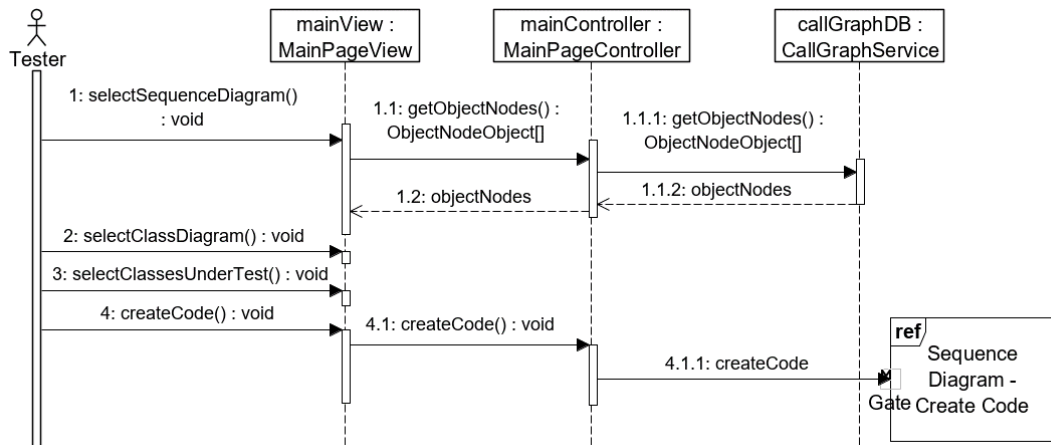 Tester
mainView :
MainPageView
mainController :
MainPageController
callGraphDB :
CallGraphService
1: selectSequenceDiagram()
: void
1.1: getObjectNodes() :
ObjectNodeObject[]
1.1.1: getObjectNodes() :
ObjectNodeObject[]
1.2: objectNodes
1.1.2: objectNodes
2: selectClassDiagram() : void
3: selectClassesUnderTest() : void
4: createCode() : void
4.1: createCode() : void
4.1.1: createCode
ref
Sequence
Diagram -
Create Code
Gate